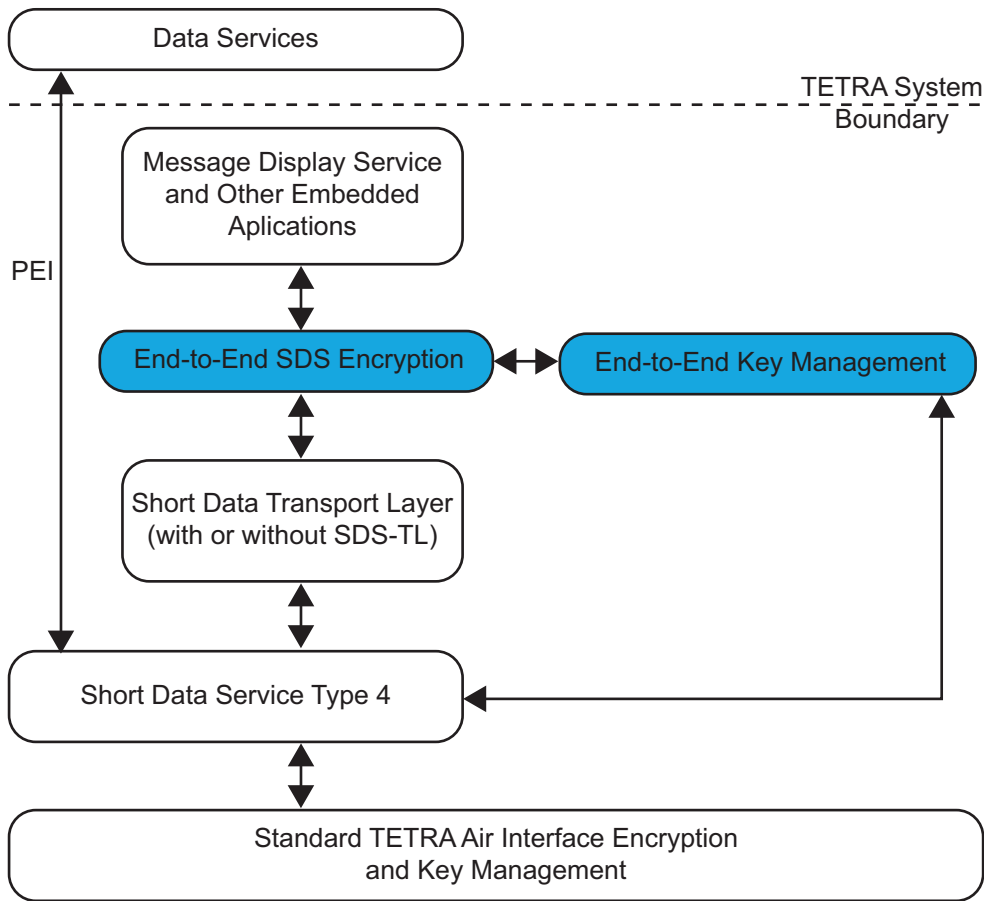 Data Services
TETRA System
Boundary
Message Display Service
and Other Embedded
Aplications
PEI
End-to-End SDS Encryption
End-to-End Key Management
Short Data Transport Layer
(with or without SDS-TL)
Short Data Service Type 4
Standard TETRA Air Interface Encryption
and Key Management